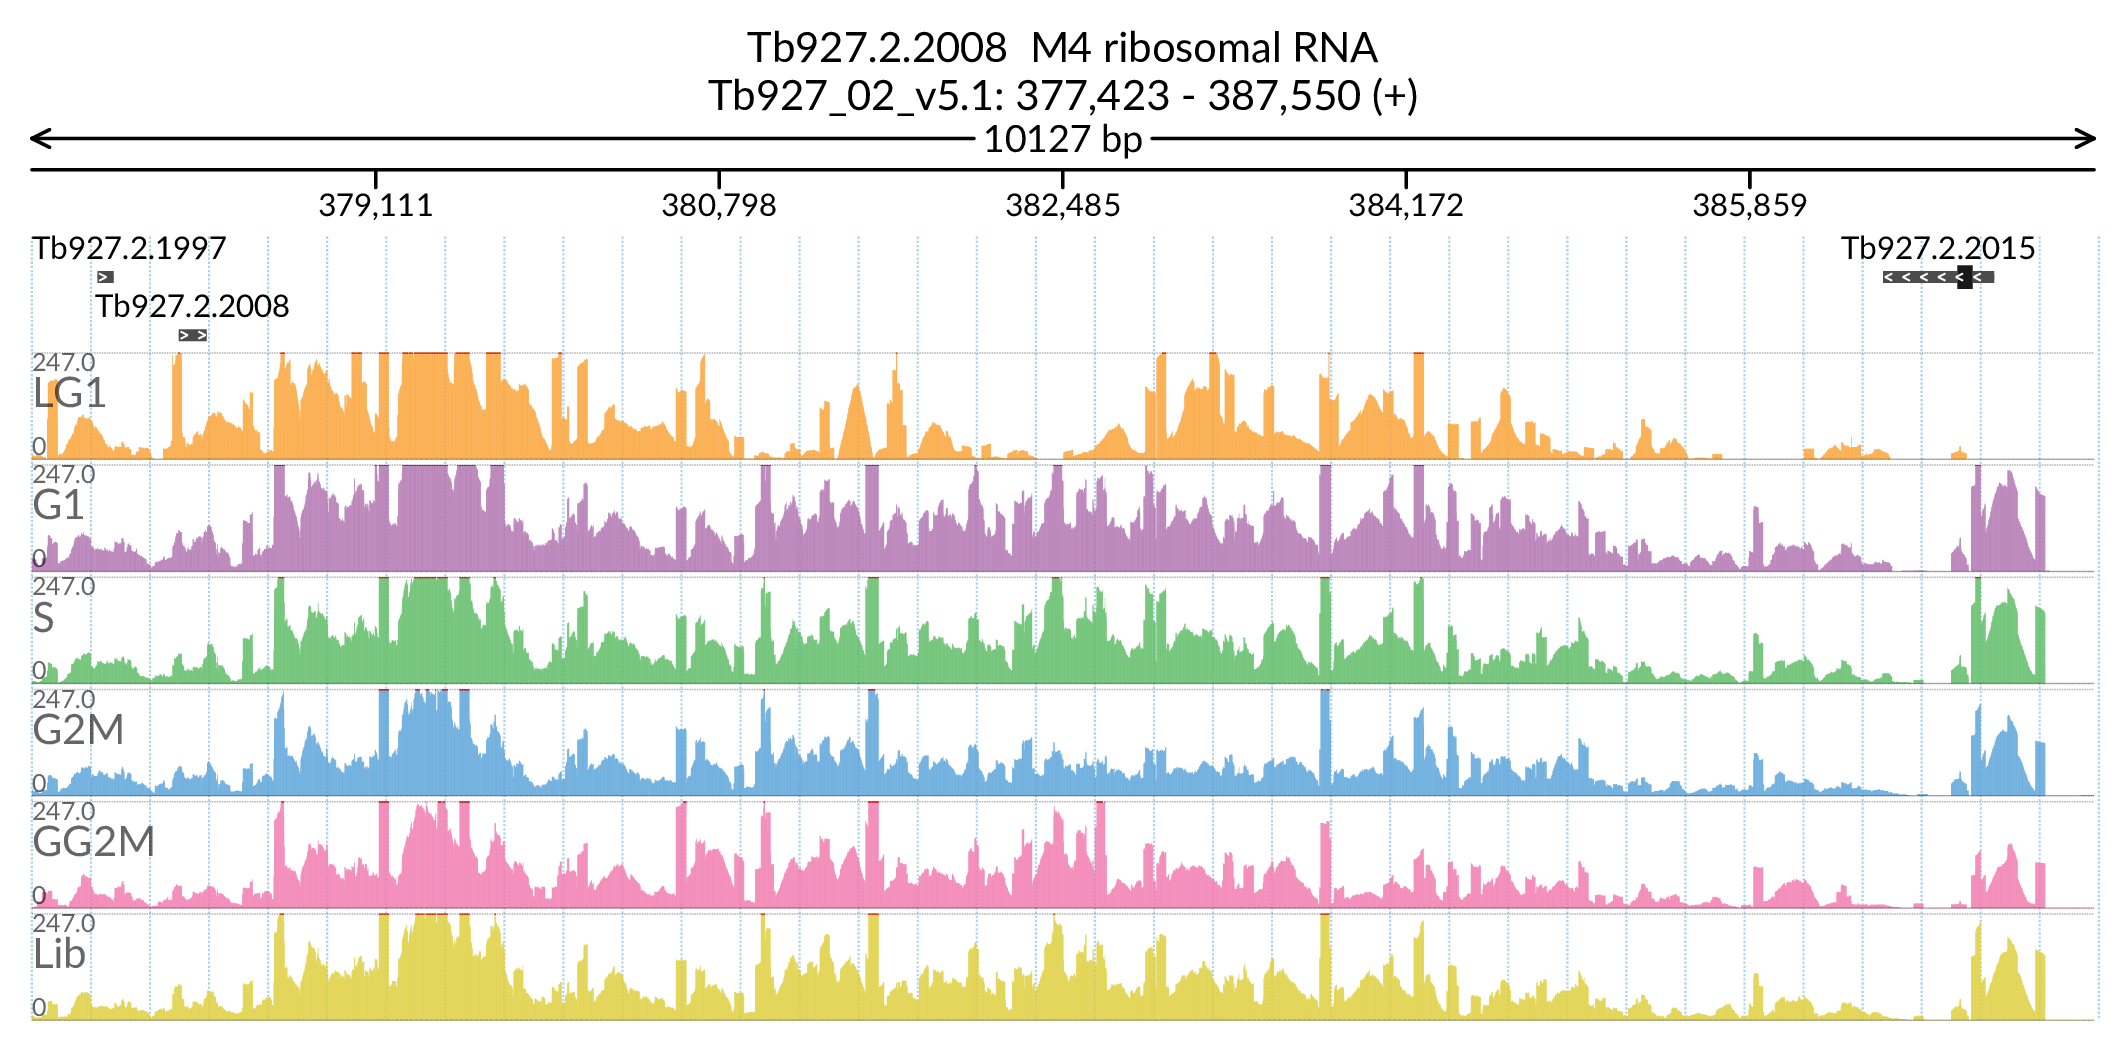 Tb927.2.2008  M4 ribosomal RNA
Tb927_02_v5.1: 377,423 - 387,550 (+)
10127 bp
379,111 380,798 382,485 384,172 385,859
Tb927.2.1997 Tb927.2.2015
Tb927.2.2008
247.0
LG1
0
247.0
G1
0
247.0
S
0
247.0
G2M
0
247.0
GG2M
0
247.0
Lib
0